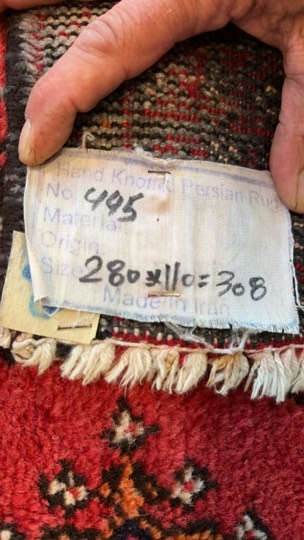 Hand Knotted Persian Rug
No. 495
Material
Origin:
Size: 280x110=308
Made in Iran